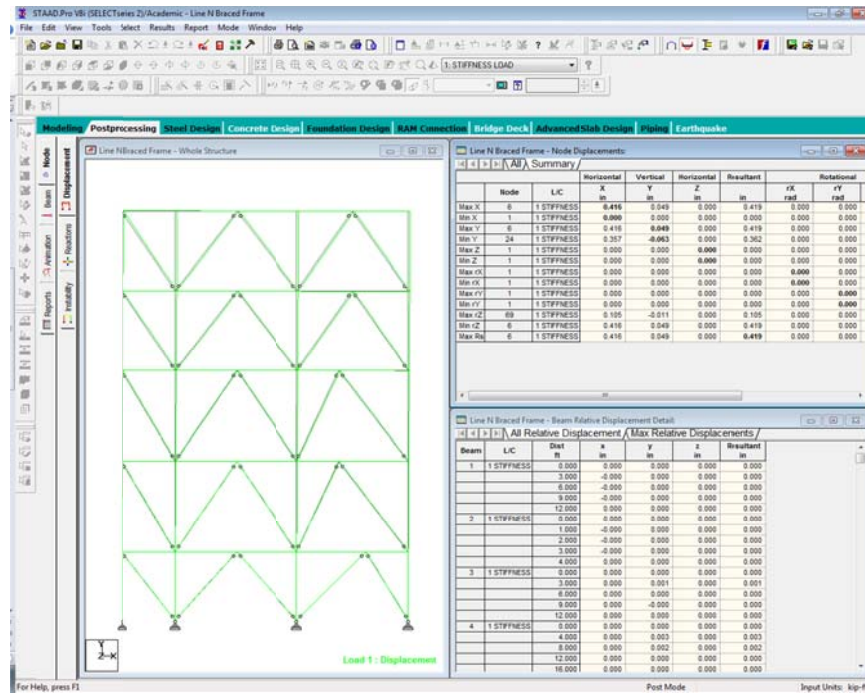 STAAD.Pro V8i (SELECTseries 2)/Academic - Line N Braced Frame
File Edit View Tools Select Results Report Mode Window Help
1: STIFFNESS LOAD
Modeling Postprocessing Steel Design Concrete Design Foundation Design RAM Connection Bridge Deck Advanced Slab Design Piping Earthquake
Node
Beam
Animation
Reports
Displacement
Reactions
Instability
Line NBraced Frame - Whole Structure
Load 1 : Displacemen
Line N Braced Frame - Node Displacements:
All Summary
Horizontal Vertical Horizontal Resultant Rotational
Node L/C X Y Z rX rY
in in in in rad rad
Max X 6 1 STIFFNESS 0.416 0.049 0.000 0.419 0.000 0.000
Min X 1 1 STIFFNESS 0.000 0.000 0.000 0.000 0.000 0.000
Max Y 6 1 STIFFNESS 0.416 0.049 0.000 0.419 0.000 0.000
Min Y 24 1 STIFFNESS 0.357 -0.063 0.000 0.362 0.000 0.000
Max Z 1 1 STIFFNESS 0.000 0.000 0.000 0.000 0.000 0.000
Min Z 1 1 STIFFNESS 0.000 0.000 0.000 0.000 0.000 0.000
Max rX 1 1 STIFFNESS 0.000 0.000 0.000 0.000 0.000 0.000
Min rX 1 1 STIFFNESS 0.000 0.000 0.000 0.000 0.000 0.000
Max rY 1 1 STIFFNESS 0.000 0.000 0.000 0.000 0.000 0.000
Min rY 1 1 STIFFNESS 0.000 0.000 0.000 0.000 0.000 0.000
Max rZ 69 1 STIFFNESS 0.105 -0.011 0.000 0.105 0.000 0.000
Min rZ 6 1 STIFFNESS 0.416 0.049 0.000 0.419 0.000 0.000
Max Rs 6 1 STIFFNESS 0.416 0.049 0.000 0.419 0.000 0.000
Line N Braced Frame - Beam Relative Displacement Detail:
All Relative Displacement Max Relative Displacements
Beam L/C Dist x y z Resultant
ft in in in in
1 1 STIFFNESS 0.000 0.000 0.000 0.000 0.000
3.000 -0.000 0.000 0.000 0.000
6.000 -0.000 0.000 0.000 0.000
9.000 -0.000 0.000 0.000 0.000
12.000 0.000 0.000 0.000 0.000
2 1 STIFFNESS 0.000 0.000 0.000 0.000 0.000
1.000 -0.000 0.000 0.000 0.000
2.000 -0.000 0.000 0.000 0.000
3.000 -0.000 0.000 0.000 0.000
4.000 0.000 0.000 0.000 0.000
3 1 STIFFNESS 0.000 0.000 0.000 0.000 0.000
3.000 0.000 0.001 0.000 0.001
6.000 0.000 0.000 0.000 0.000
9.000 0.000 -0.000 0.000 0.000
12.000 0.000 0.000 0.000 0.000
4 1 STIFFNESS 0.000 0.000 0.000 0.000 0.000
4.000 0.000 0.003 0.000 0.003
8.000 0.000 0.002 0.000 0.002
12.000 0.000 0.000 0.000 0.000
16.000 0.000 0.000 0.000 0.000
Y
Z X
For Help, press F1
Post Mode
Input Units: kip-f